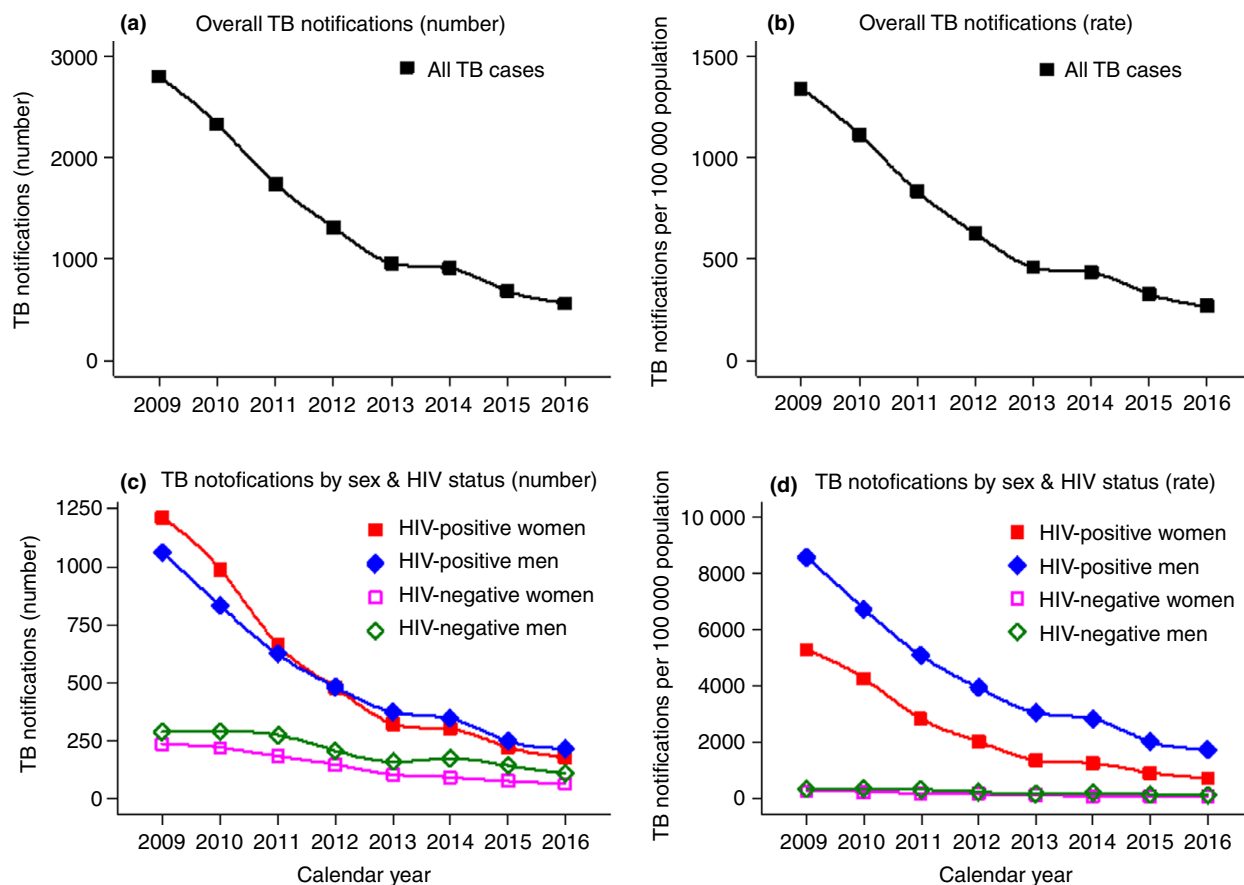 (a) Overall TB notifications (number)
TB notifications (number)
3000
2000
1000
0
All TB cases
2009 2010 2011 2012 2013 2014 2015 2016
(b) Overall TB notifications (rate)
TB notifications per 100 000 population
1500
1000
500
0
All TB cases
2009 2010 2011 2012 2013 2014 2015 2016
(c) TB notofications by sex & HIV status (number)
TB notifications (number)
1250
1000
750
500
250
0
HIV-positive women
HIV-positive men
HIV-negative women
HIV-negative men
2009 2010 2011 2012 2013 2014 2015 2016
Calendar year
(d) TB notofications by sex & HIV status (rate)
TB notifications per 100 000 population
10 000
8000
6000
4000
2000
0
HIV-positive women
HIV-positive men
HIV-negative women
HIV-negative men
2009 2010 2011 2012 2013 2014 2015 2016
Calendar year